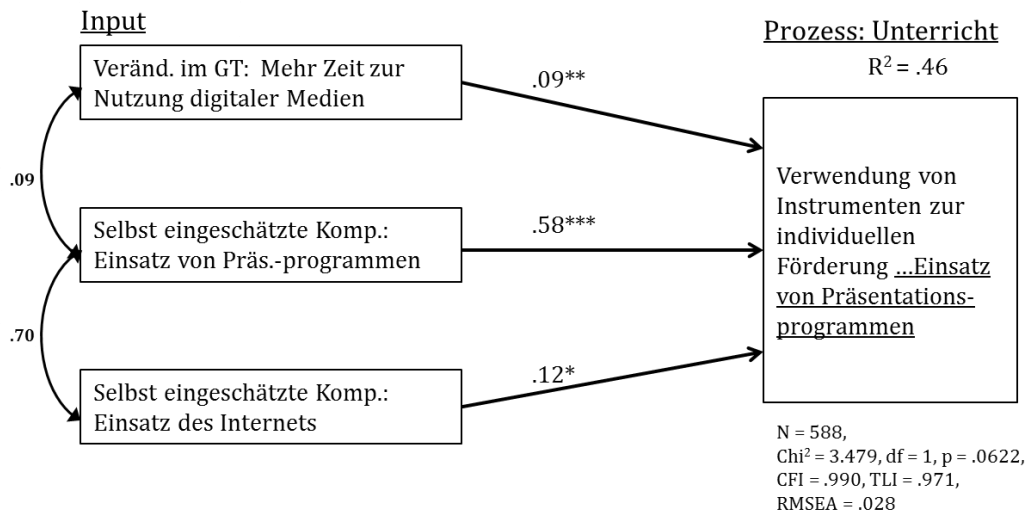 Input
Veränd. im GT: Mehr Zeit zur
Nutzung digitaler Medien
.09
Selbst eingeschätzte Komp.:
Einsatz von Präs.-programmen
.70
Selbst eingeschätzte Komp.:
Einsatz des Internets
.09**
.58***
.12*
Prozess: Unterricht
R² = .46
Verwendung von
Instrumenten zur
individuellen
Förderung ...Einsatz
von Präsentations-
programmen
N = 588,
Chi² = 3.479, df = 1, p = .0622,
CFI = .990, TLI = .971,
RMSEA = .028